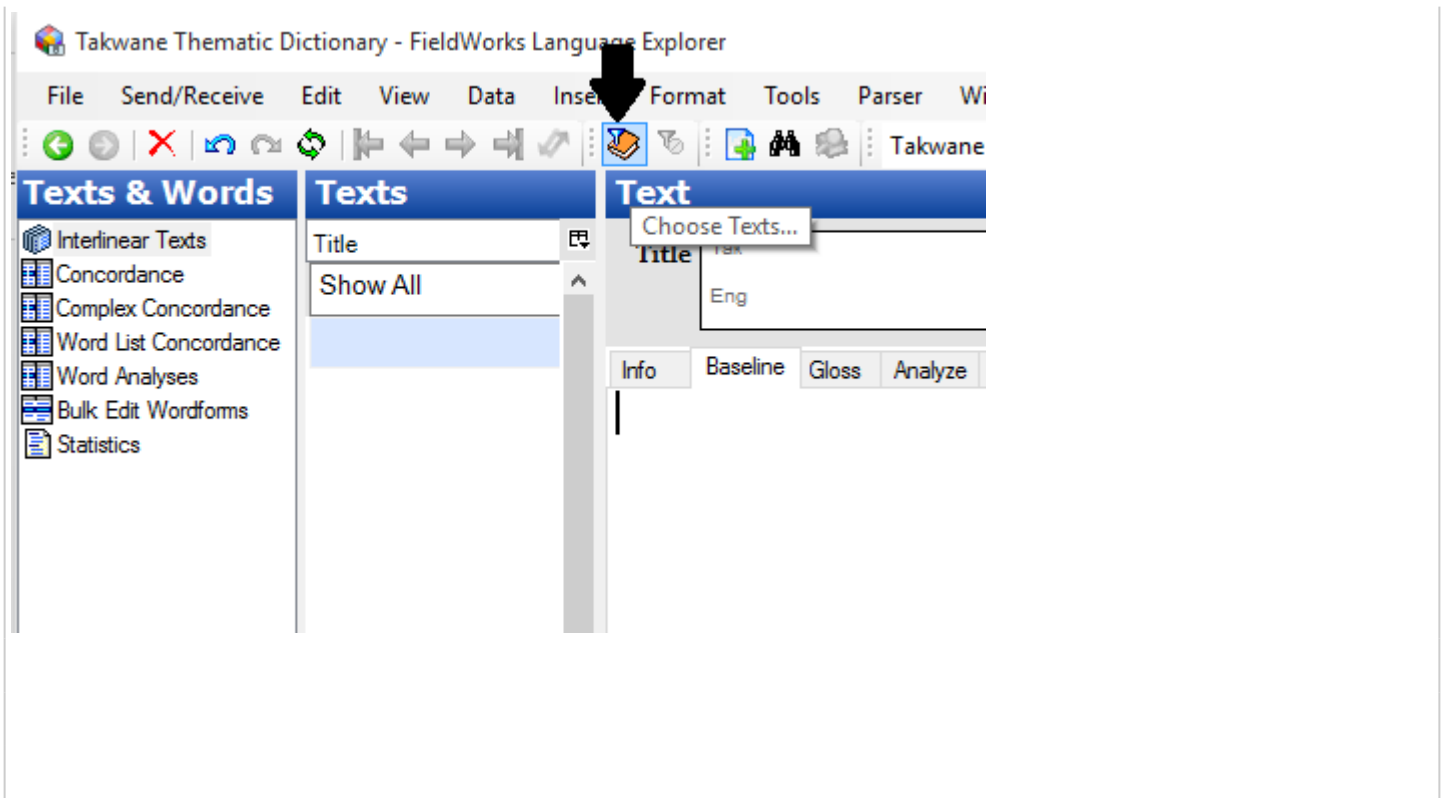 Takwane Thematic Dictionary - FieldWorks Language Explorer
File Send/Receive Edit View Data Format Tools Parser
Takwane
Texts & Words Texts Text
Choose Texts...
Interlinear Texts
Title
Title
Concordance
Show All
Eng
Complex Concordance
Word List Concordance
Word Analyses
Info Baseline Gloss Analyze
Bulk Edit Wordforms
Statistics